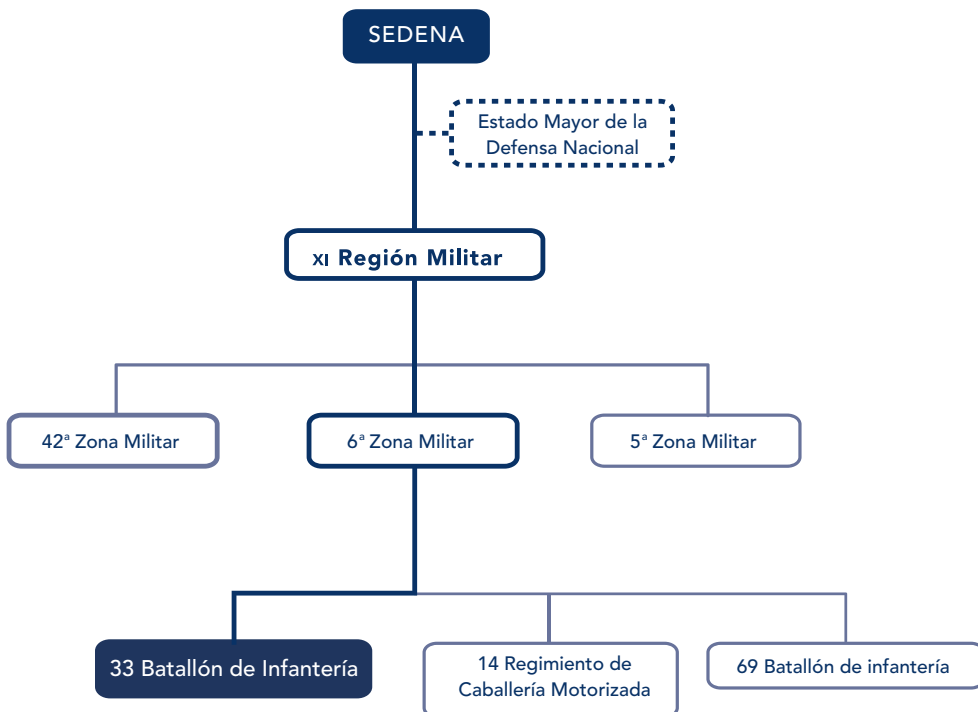 SEDENA
Estado Mayor de la
Defensa Nacional
XI Región Militar
42ª Zona Militar
6ª Zona Militar
5ª Zona Militar
33 Batallón de Infantería
14 Regimiento de
Caballería Motorizada
69 Batallón de infantería